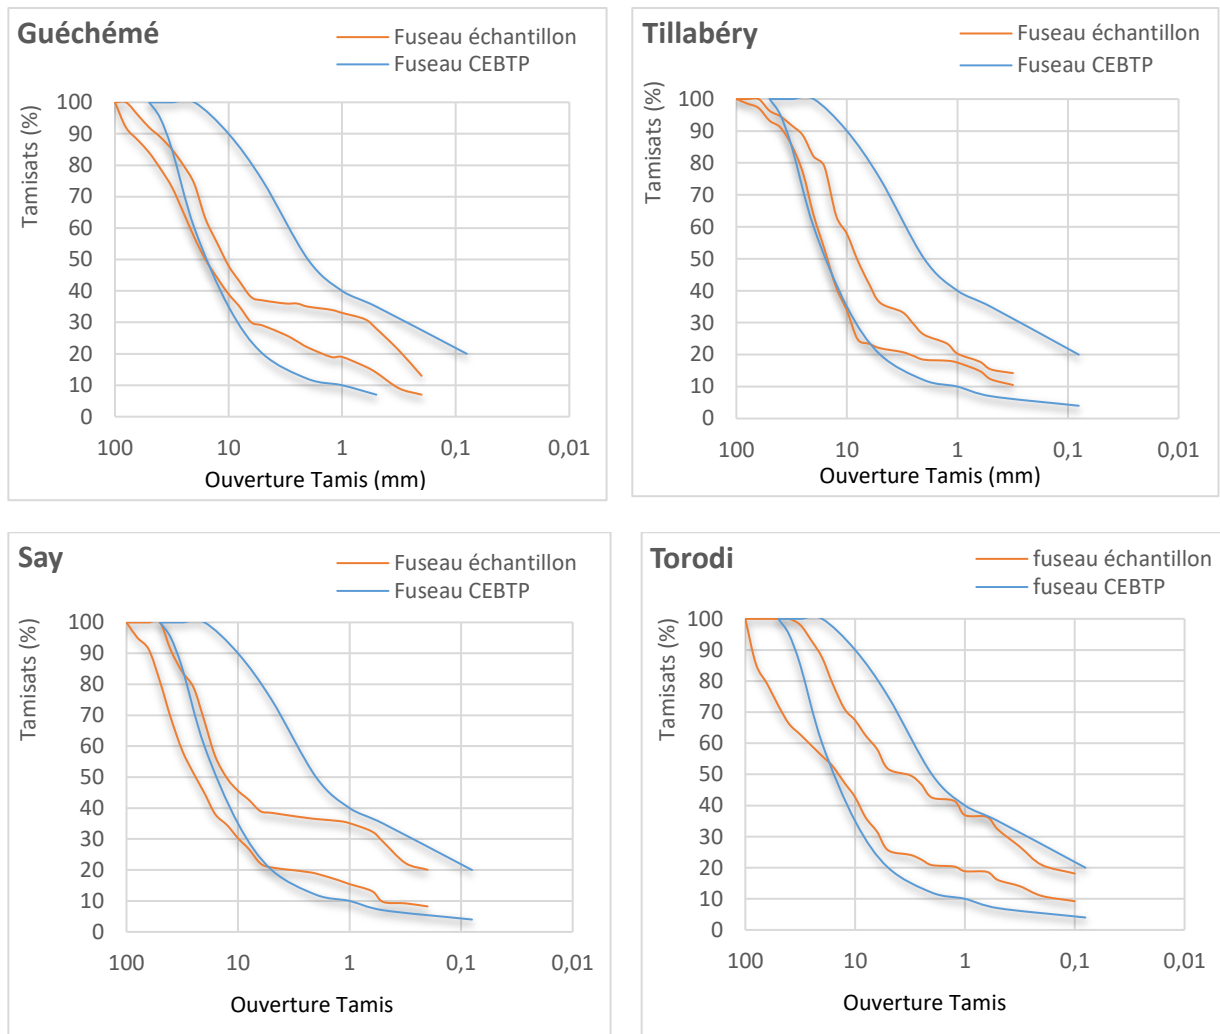 Guéchémé
Fuseau échantillon
Fuseau CEBTP
Tamisats (%)
100
90
80
70
60
50
40
30
20
10
0
100 10 1 0,1 0,01
Ouverture Tamis (mm)
Tillabéry
Fuseau échantillon
Fuseau CEBTP
Tamisats (%)
100
90
80
70
60
50
40
30
20
10
0
100 10 1 0,1 0,01
Ouverture Tamis (mm)
Say
Fuseau échantillon
Fuseau CEBTP
Tamisats (%)
100
90
80
70
60
50
40
30
20
10
0
100 10 1 0,1 0,01
Ouverture Tamis
Torodi
fuseau échantillon
fuseau CEBTP
Tamisats (%)
100
90
80
70
60
50
40
30
20
10
0
100 10 1 0,1 0,01
Ouverture Tamis